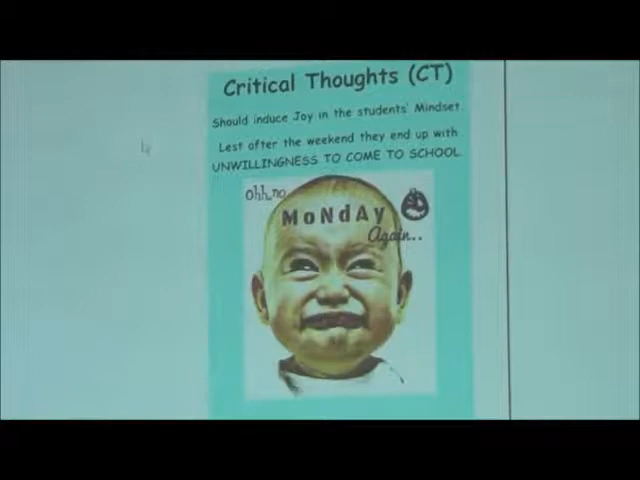 Critical Thoughts (CT)
Should induce Joy in the students' Mindset.
Lest after the weekend they end up with
UNWILLINGNESS TO COME TO SCHOOL.
ohh..no
MoNdAy
Again..